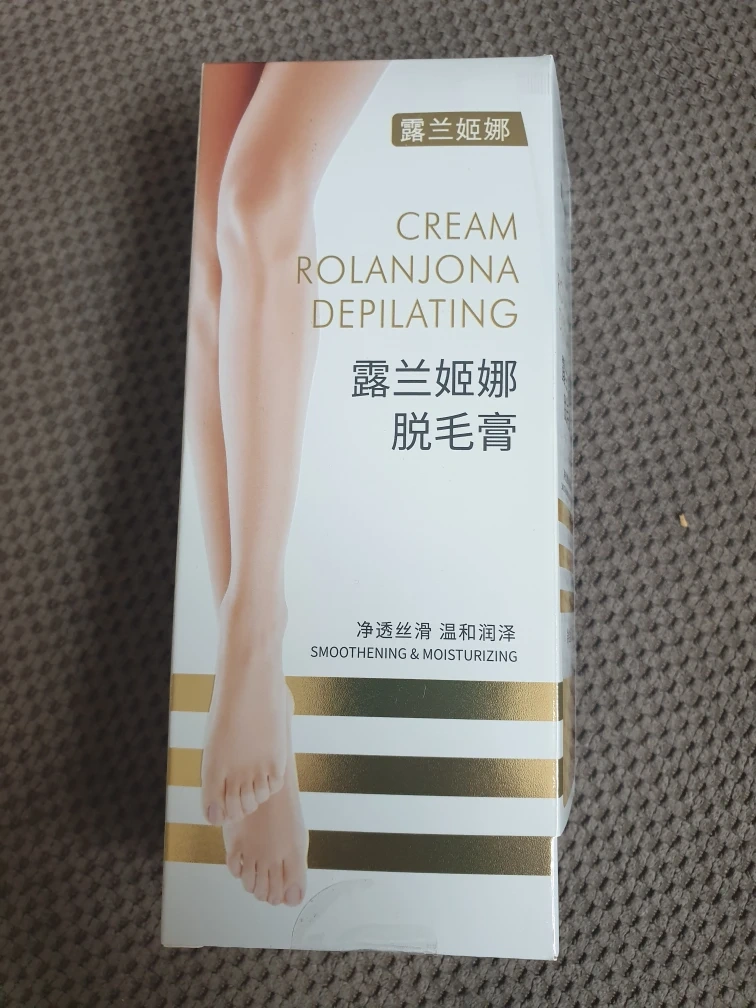 露兰姬娜
CREAM
ROLANJONA
DEPILATING
露兰姬娜
脱毛膏
净透丝滑 温和润泽
SMOOTHENING & MOISTURIZING